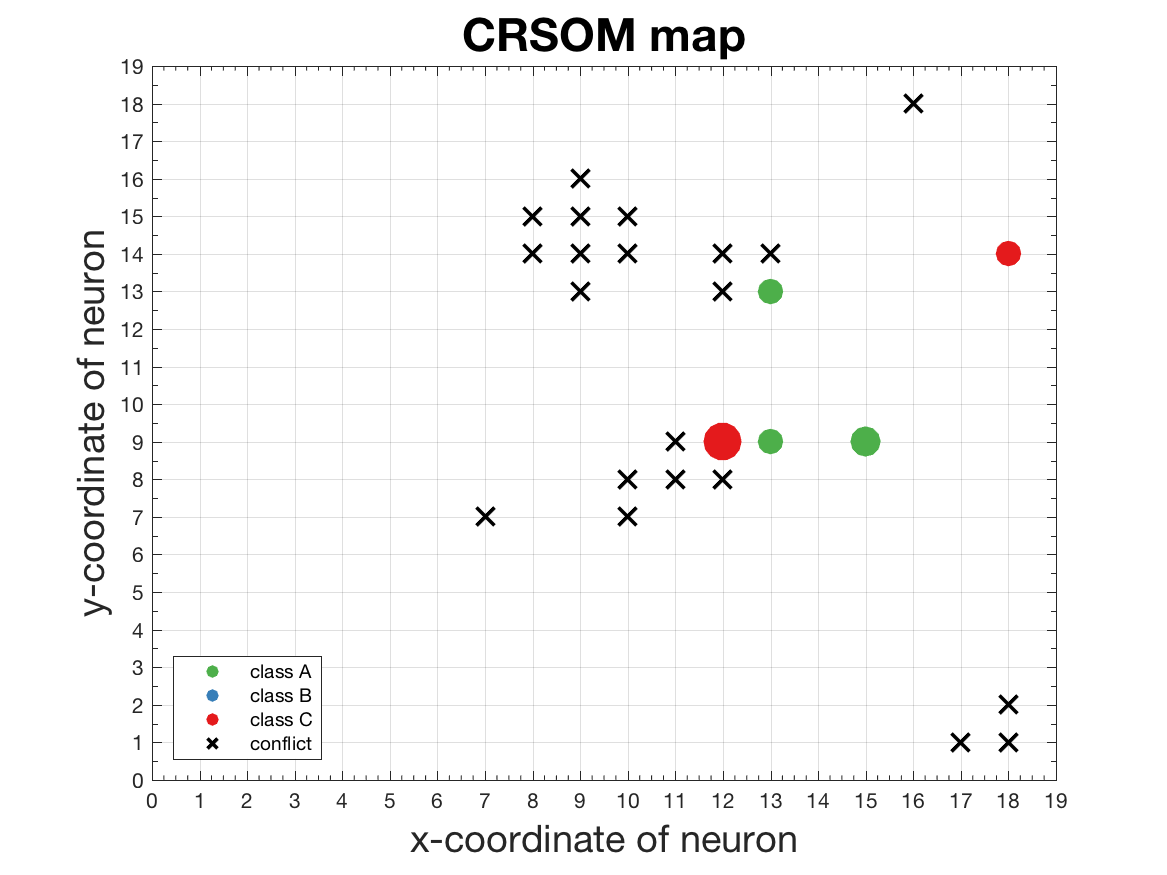 CRSOM map
19
18
17
16
15
14
13
12
11
10
9
8
7
6
5
4
3
2
1
0
y-coordinate of neuron
class A
class B
class C
conflict
0 1 2 3 4 5 6 7 8 9 10 11 12 13 14 15 16 17 18 19
x-coordinate of neuron